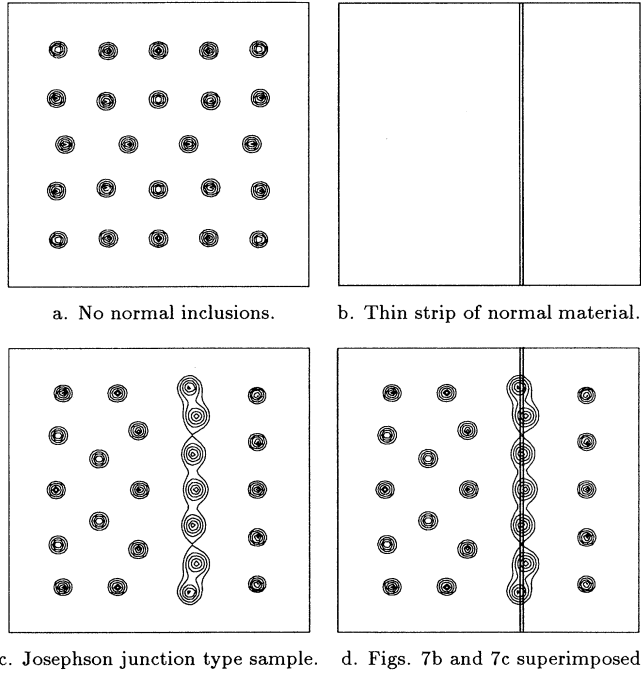 a. No normal inclusions.
b. Thin strip of normal material.
c. Josephson junction type sample.
d. Figs. 7b and 7c superimposed